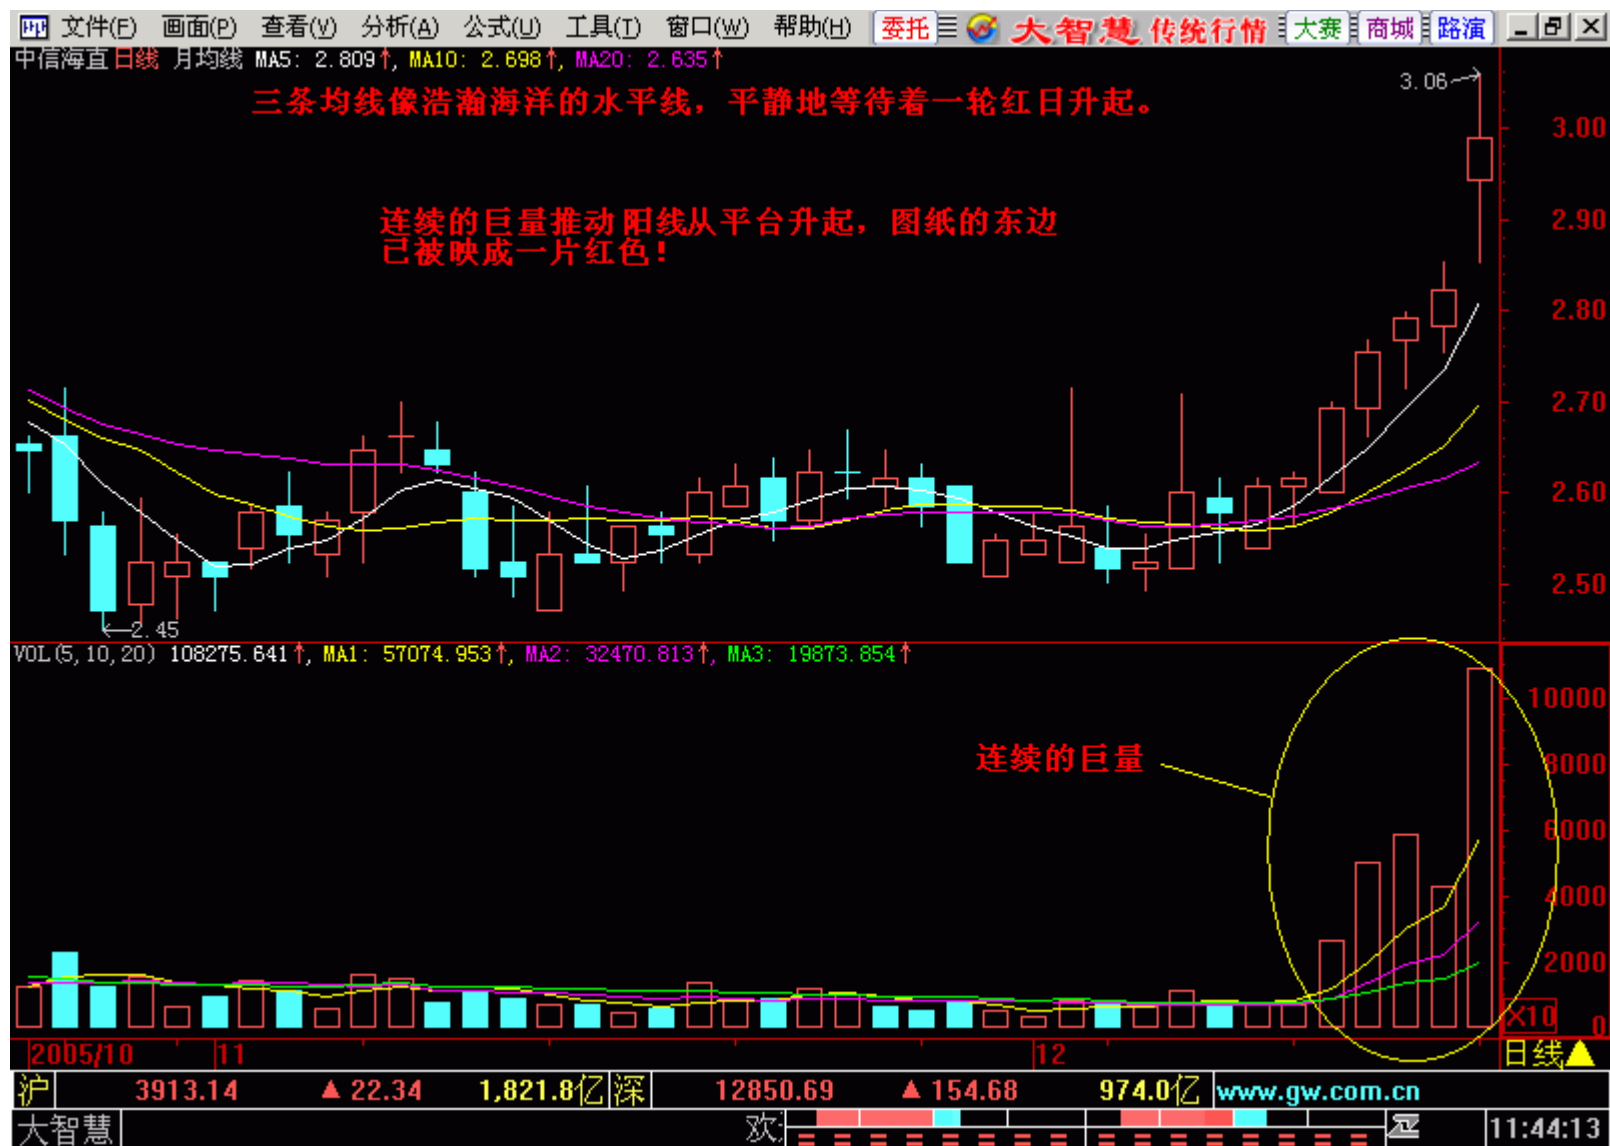 文件(F) 画面(P) 查看(V) 分析(A) 公式(U) 工具(T) 窗口(W) 帮助(H) 委托 大智慧 传统行情 大赛 商城 路演
中信海直日线 月均线 MA5: 2.809↑, MA10: 2.698↑, MA20: 2.635↑
3.06
三条均线像浩瀚海洋的水平线，平静地等待着一轮红日升起。
3.00
连续的巨量推动阳线从平台升起，图纸的东边
已被映成一片红色！
2.90
2.80
2.70
2.60
2.50
2.45
VOL(5,10,20) 108275.641↑, MA1: 57074.953↑, MA2: 32470.813↑, MA3: 19873.854↑
10000
连续的巨量
8000
6000
4000
2000
X10 0
2005/10 11 12 日线▲
沪 3913.14 ▲ 22.34 1,821.8亿 深 12850.69 ▲ 154.68 974.0亿 www.gw.com.cn
大智慧 欢 11:44:13